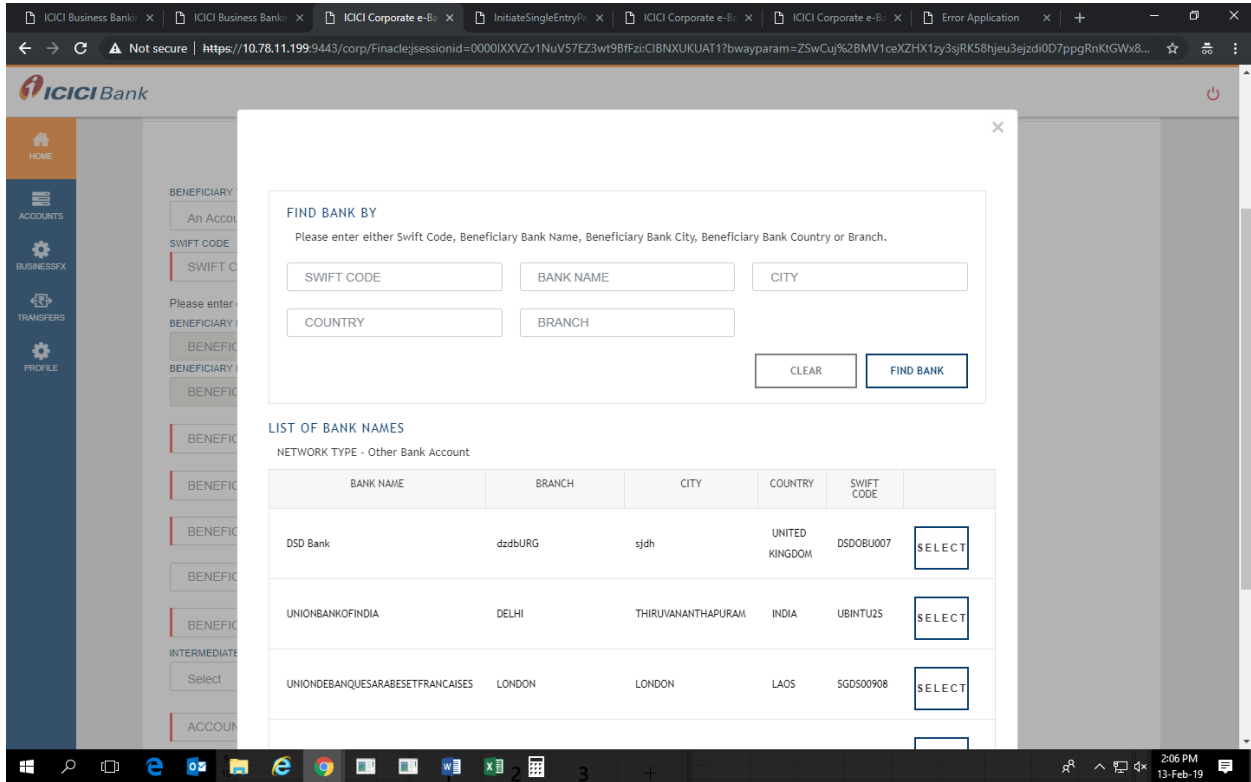 ICICI Business Bankin
ICICI Business Bankin
ICICI Corporate e-Ba
InitiateSingleEntryPa
ICICI Corporate e-Ba
ICICI Corporate e-Ba
Error Application
Not secure | https://10.78.11.199:9443/corp/Finacle;jsessionid=0000IXXVZv1NuV57EZ3wt9BfFzi:CIBNXUKUAT1?bwayparam=ZSwCuj%2BMV1ceXZHX1zy3sjRK58hjeu3ejzdi0D7ppgRnKtGWx8...
ICICI Bank
HOME
ACCOUNTS
BUSINESSFX
TRANSFERS
PROFILE
BENEFICIARY
An Accou
SWIFT CODE
SWIFT C
Please enter
BENEFICIARY
BENEFIC
BENEFICIARY
BENEFIC
BENEFIC
BENEFIC
BENEFIC
BENEFIC
BENEFIC
INTERMEDIATE
Select
ACCOUN
FIND BANK BY
Please enter either Swift Code, Beneficiary Bank Name, Beneficiary Bank City, Beneficiary Bank Country or Branch.
SWIFT CODE BANK NAME CITY
COUNTRY BRANCH
CLEAR FIND BANK
LIST OF BANK NAMES
NETWORK TYPE - Other Bank Account
BANK NAME BRANCH CITY COUNTRY SWIFT CODE
DSD Bank dzdbURG sjdh UNITED KINGDOM DSDOBU007 SELECT
UNIONBANKOFINDIA DELHI THIRUVANANTHAPURAM INDIA UBINTU2S SELECT
UNIONDEBANQUESARABESETFRANCAISES LONDON LONDON LAOS SGDS00908 SELECT
2 3
2:06 PM
13-Feb-19